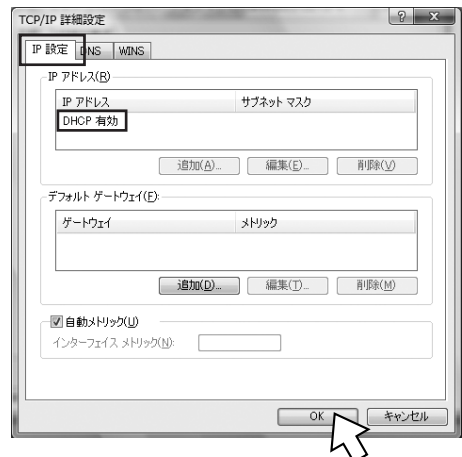 TCP/IP 詳細設定
IP 設定 DNS WINS
IP アドレス(R)
IP アドレス サブネット マスク
DHCP 有効
追加(A)... 編集(E)... 削除(V)
デフォルト ゲートウェイ(F):
ゲートウェイ メトリック
追加(D)... 編集(T)... 削除(M)
自動メトリック(U)
インターフェイス メトリック(N):
OK キャンセル